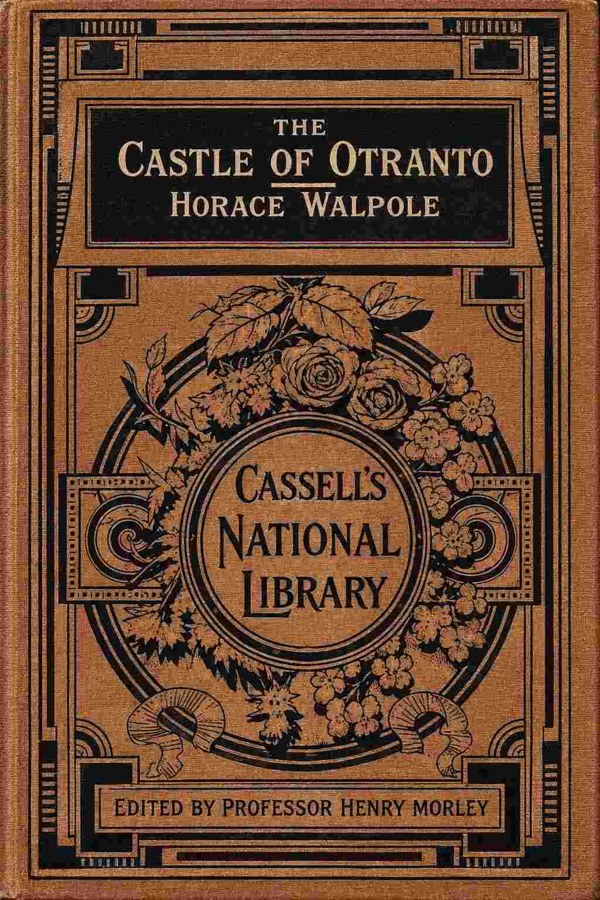 THE
CASTLE OF OTRANTO
HORACE WALPOLE
CASSELL'S
NATIONAL
LIBRARY
EDITED BY PROFESSOR HENRY MORLEY